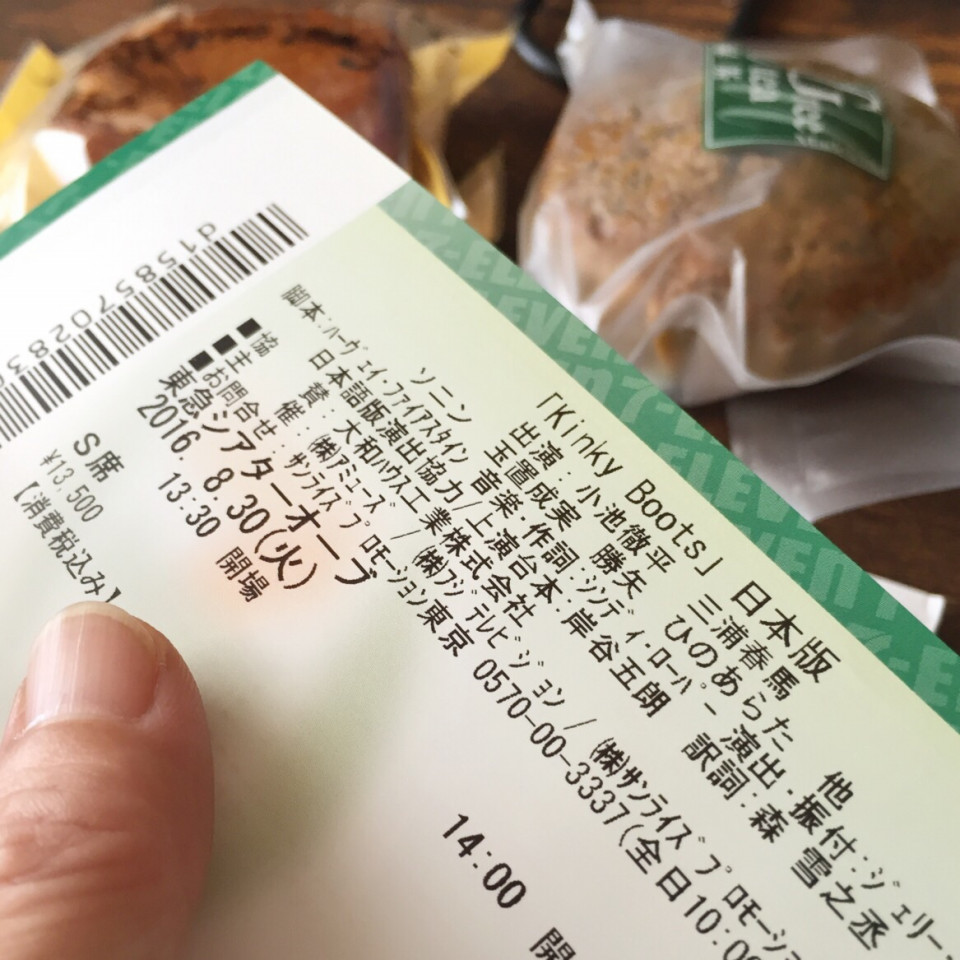 「Kinky Boots」 日本版
出演:小池徹平 三浦春馬
ソニン 玉置成実 勝矢 ひのあらた 他
脚本:ハーヴェイ・ファイアスタイン 音楽・作詞:シンディ・ローパー 演出・振付:ジェリー
日本語版演出協力/上演台本:岸谷五朗 訳詞:森 雪之丞
■協 賛:大和ハウス工業株式会社
■主 催:㈱アミューズ/㈱フジテレビジョン/㈱サンライズプロモーシ
■お問合せ:サンライズプロモーション東京 0570-00-3337(全日10:00
東急シアターオーブ
2016. 8.30(火)
13:30 開場 14:00 開
S席
¥13,500
【消費税込み】
d15857028